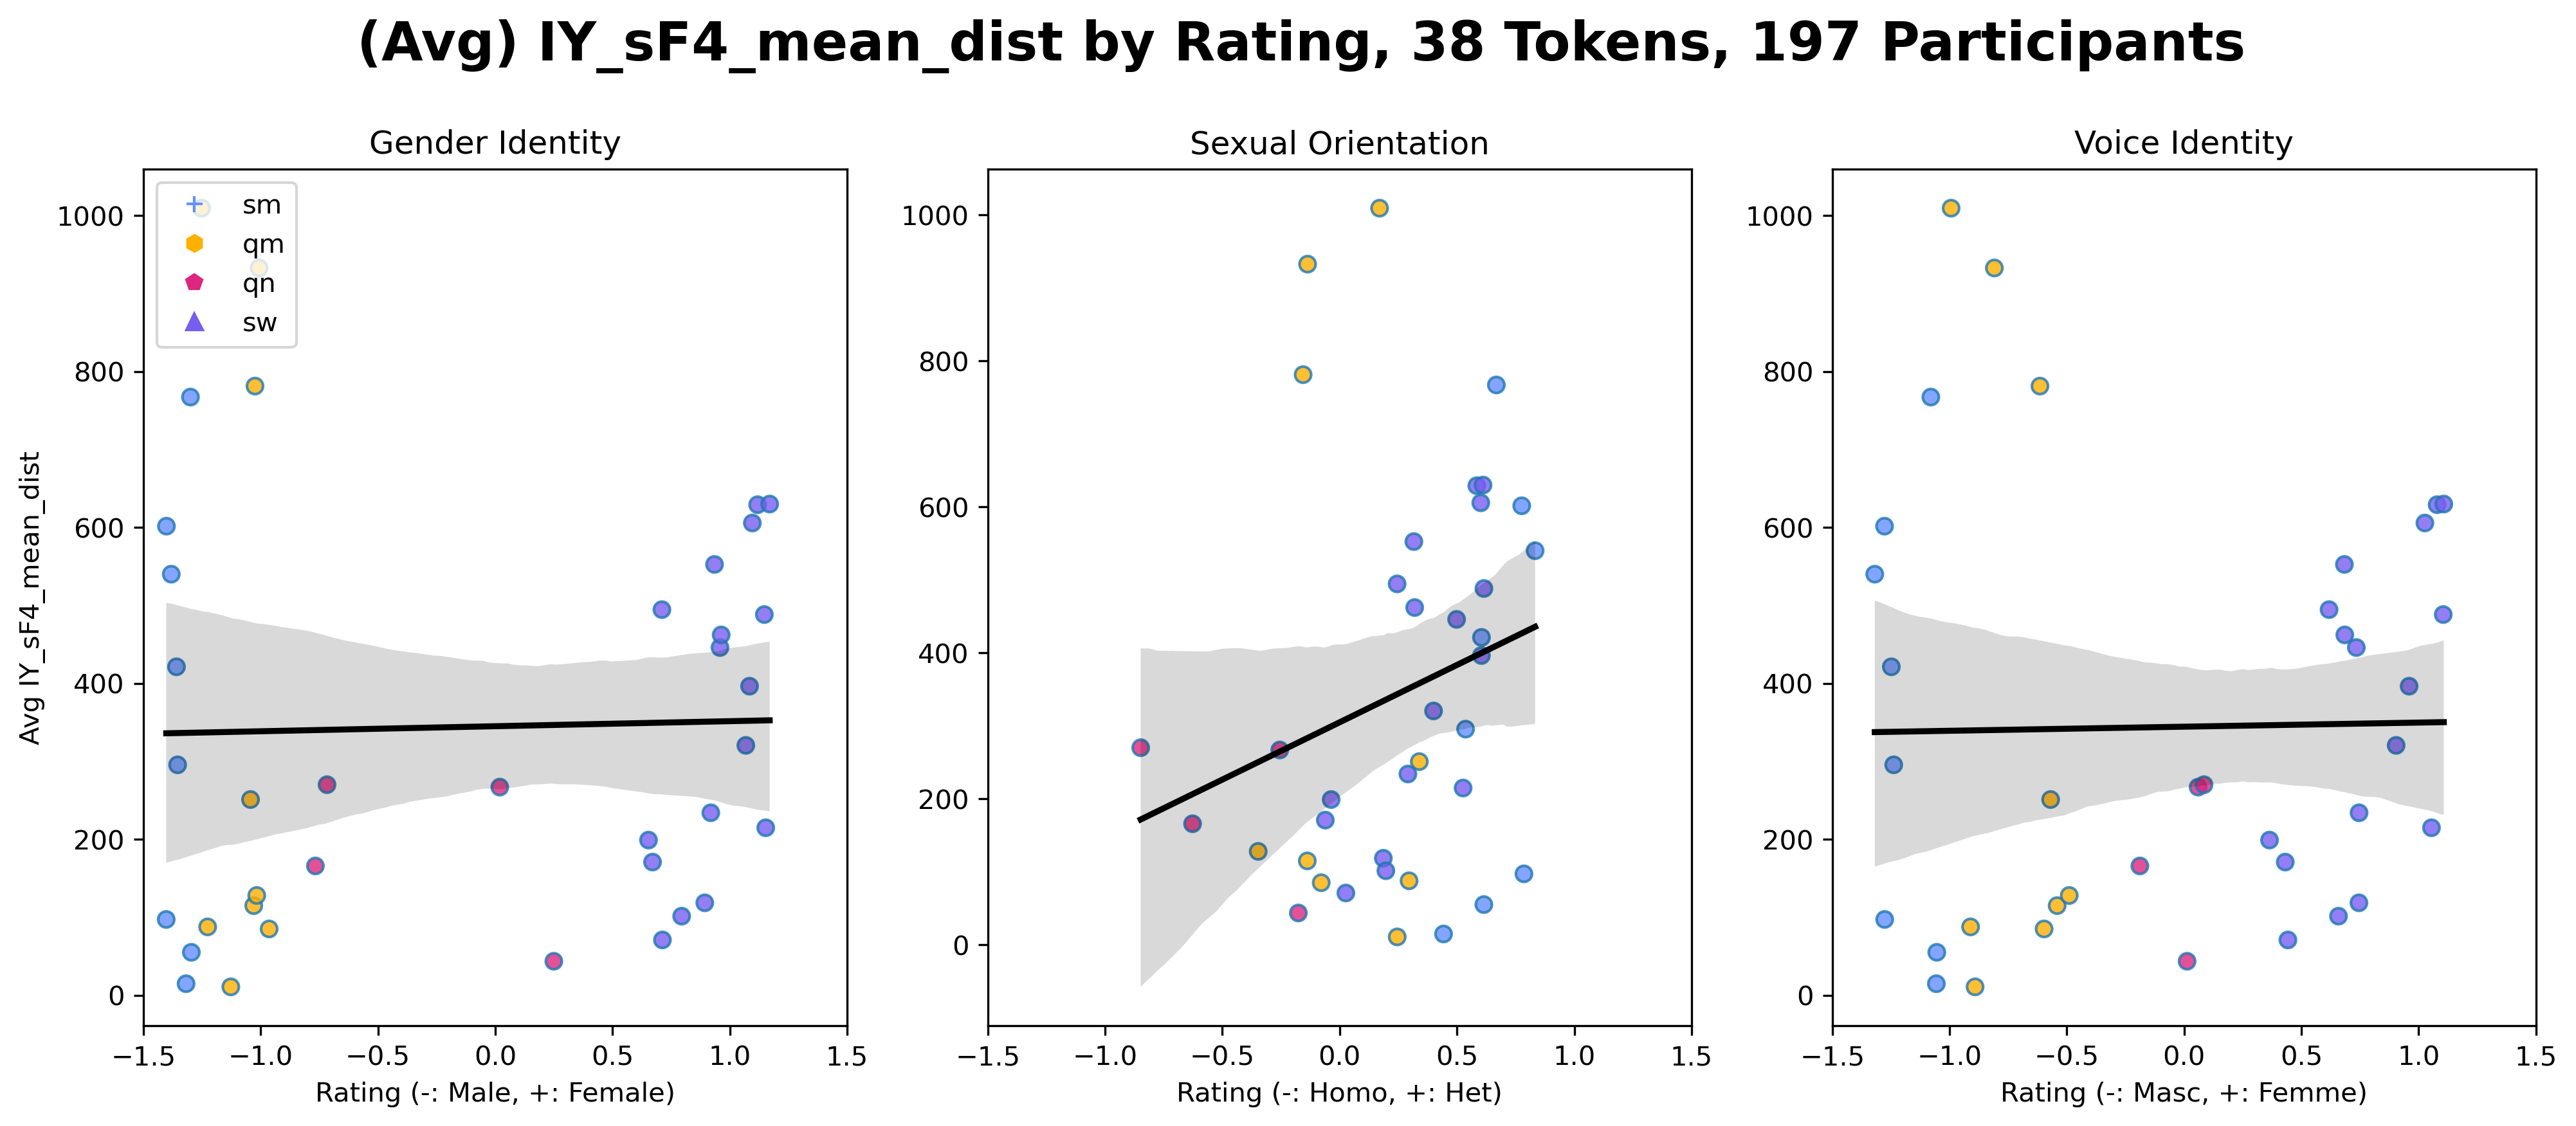 (Avg) IY_sF4_mean_dist by Rating, 38 Tokens, 197 Participants
Gender Identity
Sexual Orientation
Voice Identity
sm
qm
qn
sw
Avg IY_sF4_mean_dist
1000
800
600
400
200
0
−1.5 −1.0 −0.5 0.0 0.5 1.0 1.5
Rating (-: Male, +: Female)
1000
800
600
400
200
0
−1.5 −1.0 −0.5 0.0 0.5 1.0 1.5
Rating (-: Homo, +: Het)
1000
800
600
400
200
0
−1.5 −1.0 −0.5 0.0 0.5 1.0 1.5
Rating (-: Masc, +: Femme)